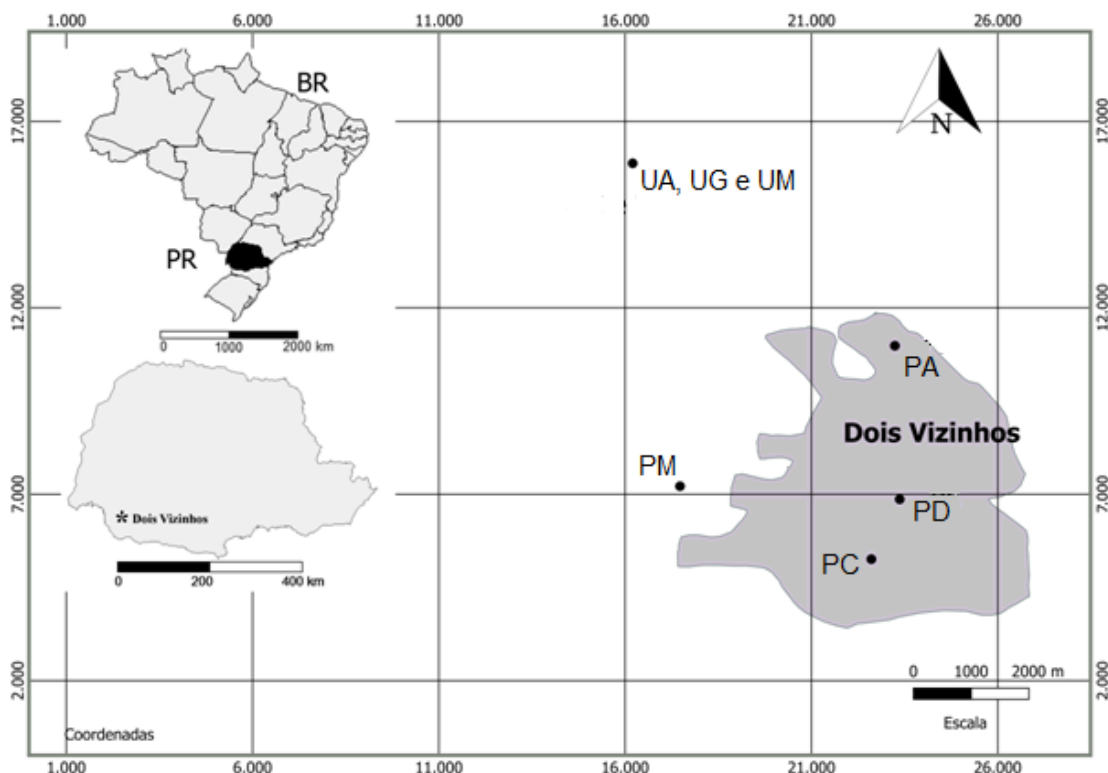 1.000 6.000 11.000 16.000 21.000 26.000
17.000
12.000
7.000
2.000
BR
PR
0 1000 2000 km
* Dois Vizinhos
0 200 400 km
N
UA, UG e UM
PA
Dois Vizinhos
PM
PD
PC
0 1000 2000 m
Escala
Coordenadas
17.000
12.000
7.000
2.000
1.000 6.000 11.000 16.000 21.000 26.000